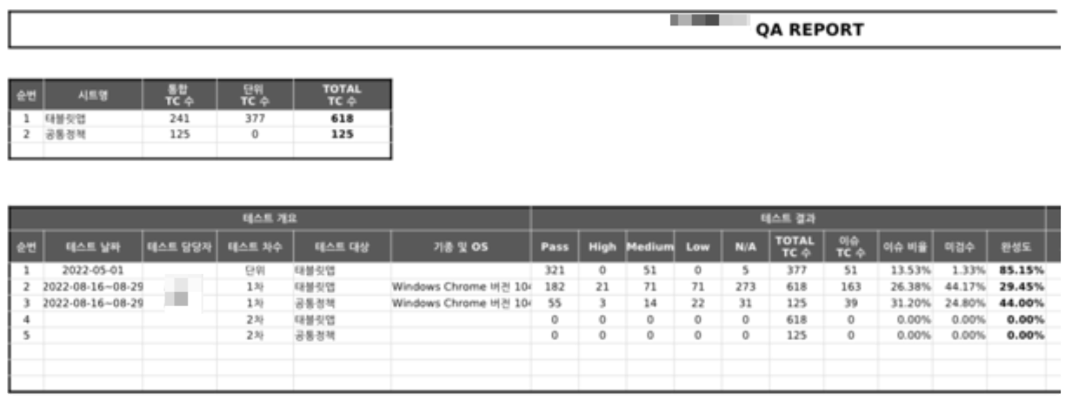 QA REPORT
순번 시트명 통합 TC 수 단위 TC 수 TOTAL TC 수
1 태블릿앱 241 377 618
2 공통정책 125 0 125
테스트 개요 테스트 결과
순번 테스트 날짜 테스트 담당자 테스트 차수 테스트 대상 기종 및 OS Pass High Medium Low N/A TOTAL TC 수 이슈 TC 수 이슈 비율 미검수 완성도
1 2022-05-01 단위 태블릿앱 321 0 51 0 5 377 51 13.53% 1.33% 85.15%
2 2022-08-16~08-29 1차 태블릿앱 Windows Chrome 버전 10 182 21 71 71 273 618 163 26.38% 44.17% 29.45%
3 2022-08-16~08-29 1차 공통정책 Windows Chrome 버전 10 55 3 14 22 31 125 39 31.20% 24.80% 44.00%
4 2차 태블릿앱 0 0 0 0 0 618 0 0.00% 0.00% 0.00%
5 2차 공통정책 0 0 0 0 0 125 0 0.00% 0.00% 0.00%